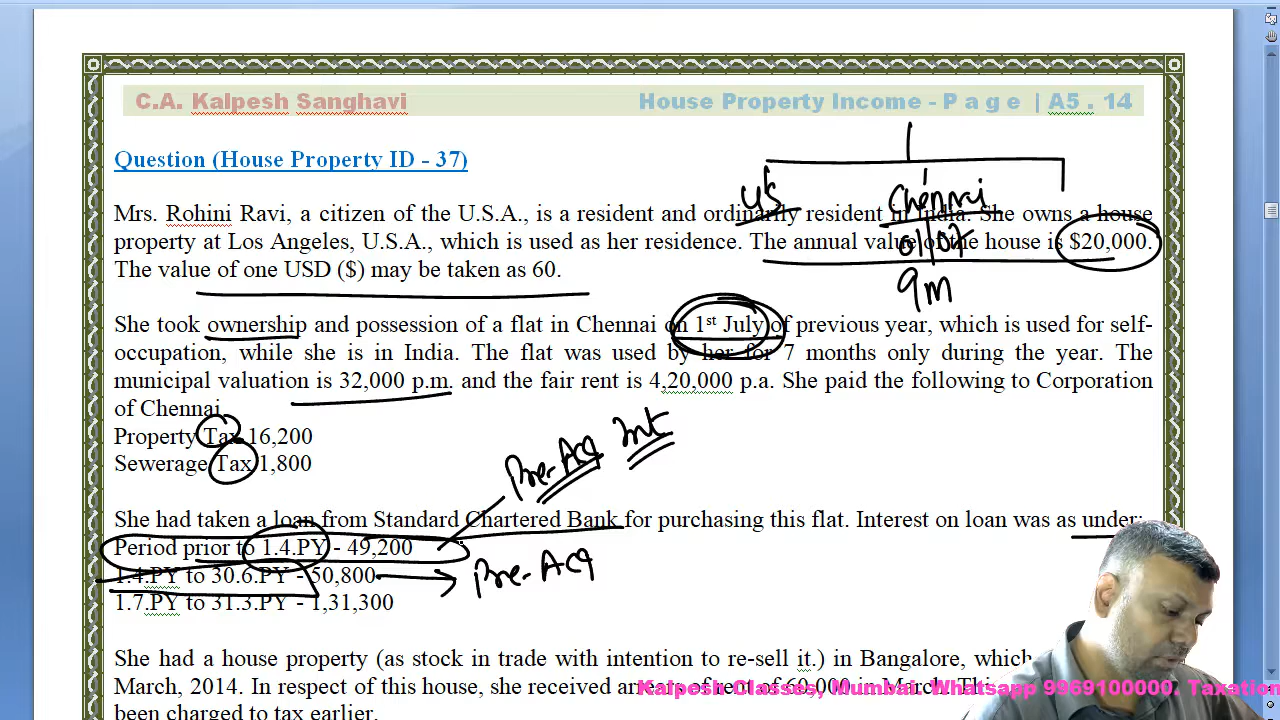 C.A. Kalpesh Sanghavi House Property Income - P a g e | A5 . 14
Question (House Property ID - 37)
US Chennai
Mrs. Rohini Ravi, a citizen of the U.S.A., is a resident and ordinarily resident in India. She owns a house
property at Los Angeles, U.S.A., which is used as her residence. The annual value of the house is $20,000.
01/07
The value of one USD ($) may be taken as 60.
9m
She took ownership and possession of a flat in Chennai on 1st July of previous year, which is used for self-
occupation, while she is in India. The flat was used by her for 7 months only during the year. The
municipal valuation is 32,000 p.m. and the fair rent is 4,20,000 p.a. She paid the following to Corporation
of Chennai
Property Tax 16,200
Sewerage Tax 1,800
Pre-Acq Int
She had taken a loan from Standard Chartered Bank for purchasing this flat. Interest on loan was as under:
Period prior to 1.4.PY - 49,200
1.4.PY to 30.6.PY - 50,800
Pre-Acq
1.7.PY to 31.3.PY - 1,31,300
She had a house property (as stock in trade with intention to re-sell it.) in Bangalore, which
March, 2014. In respect of this house, she received arrears of rent of 60,000 in March. This
Kalpesh Classes, Mumbai. Whatsapp 9969100000. Taxation
been charged to tax earlier.